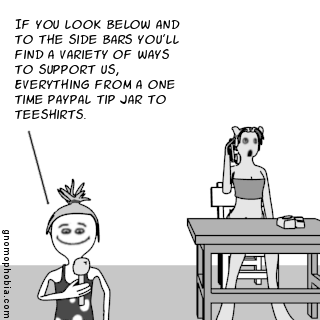 If you look below and
to the side bars you'll
find a variety of ways
to support us,
everything from a one
time paypal tip jar to
teeshirts.
gnomophobia.com